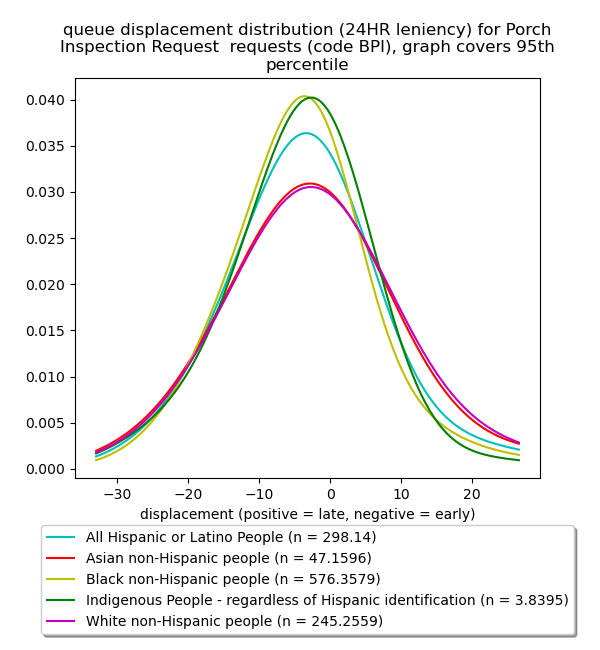 queue displacement distribution (24HR leniency) for Porch
Inspection Request  requests (code BPI), graph covers 95th
percentile
0.040
0.035
0.030
0.025
0.020
0.015
0.010
0.005
0.000
−30
−20
−10
0
10
20
displacement (positive = late, negative = early)
All Hispanic or Latino People (n = 298.14)
Asian non-Hispanic people (n = 47.1596)
Black non-Hispanic people (n = 576.3579)
Indigenous People - regardless of Hispanic identification (n = 3.8395)
White non-Hispanic people (n = 245.2559)